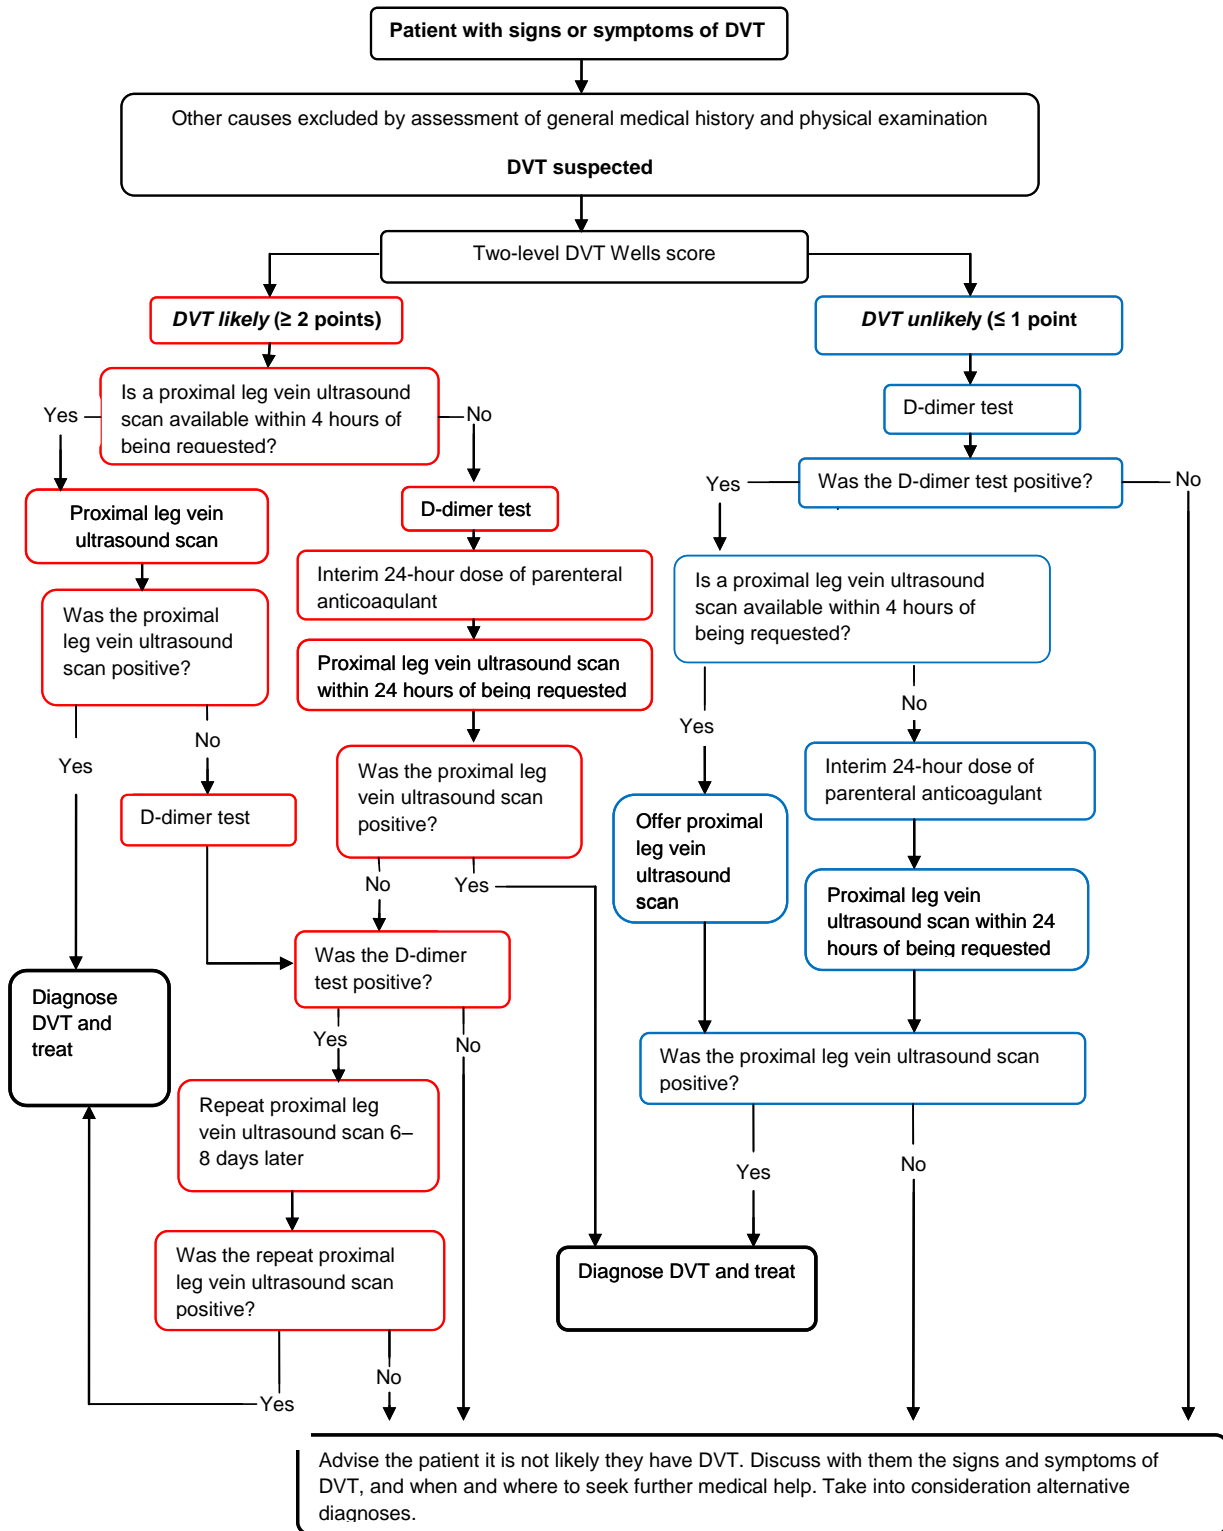 Patient with signs or symptoms of DVT
Other causes excluded by assessment of general medical history and physical examination
DVT suspected
Two-level DVT Wells score
DVT likely (≥ 2 points)
DVT unlikely (≤ 1 point
Is a proximal leg vein ultrasound
scan available within 4 hours of
being requested?
Yes
No
D-dimer test
Was the D-dimer test positive?
Yes
No
Proximal leg vein
ultrasound scan
D-dimer test
Interim 24-hour dose of parenteral
anticoagulant
Is a proximal leg vein ultrasound
scan available within 4 hours of
being requested?
Was the proximal
leg vein ultrasound
scan positive?
Proximal leg vein ultrasound scan
within 24 hours of being requested
Yes
No
Yes
No
Was the proximal leg
vein ultrasound scan
positive?
Interim 24-hour dose of
parenteral anticoagulant
D-dimer test
Offer proximal
leg vein
ultrasound
scan
No
Yes
Proximal leg vein
ultrasound scan within 24
hours of being requested
Was the D-dimer
test positive?
Diagnose
DVT and
treat
Yes
No
Was the proximal leg vein ultrasound scan
positive?
Repeat proximal leg
vein ultrasound scan 6–
8 days later
Yes
No
Was the repeat proximal
leg vein ultrasound scan
positive?
Diagnose DVT and treat
Yes
No
Advise the patient it is not likely they have DVT. Discuss with them the signs and symptoms of
DVT, and when and where to seek further medical help. Take into consideration alternative
diagnoses.